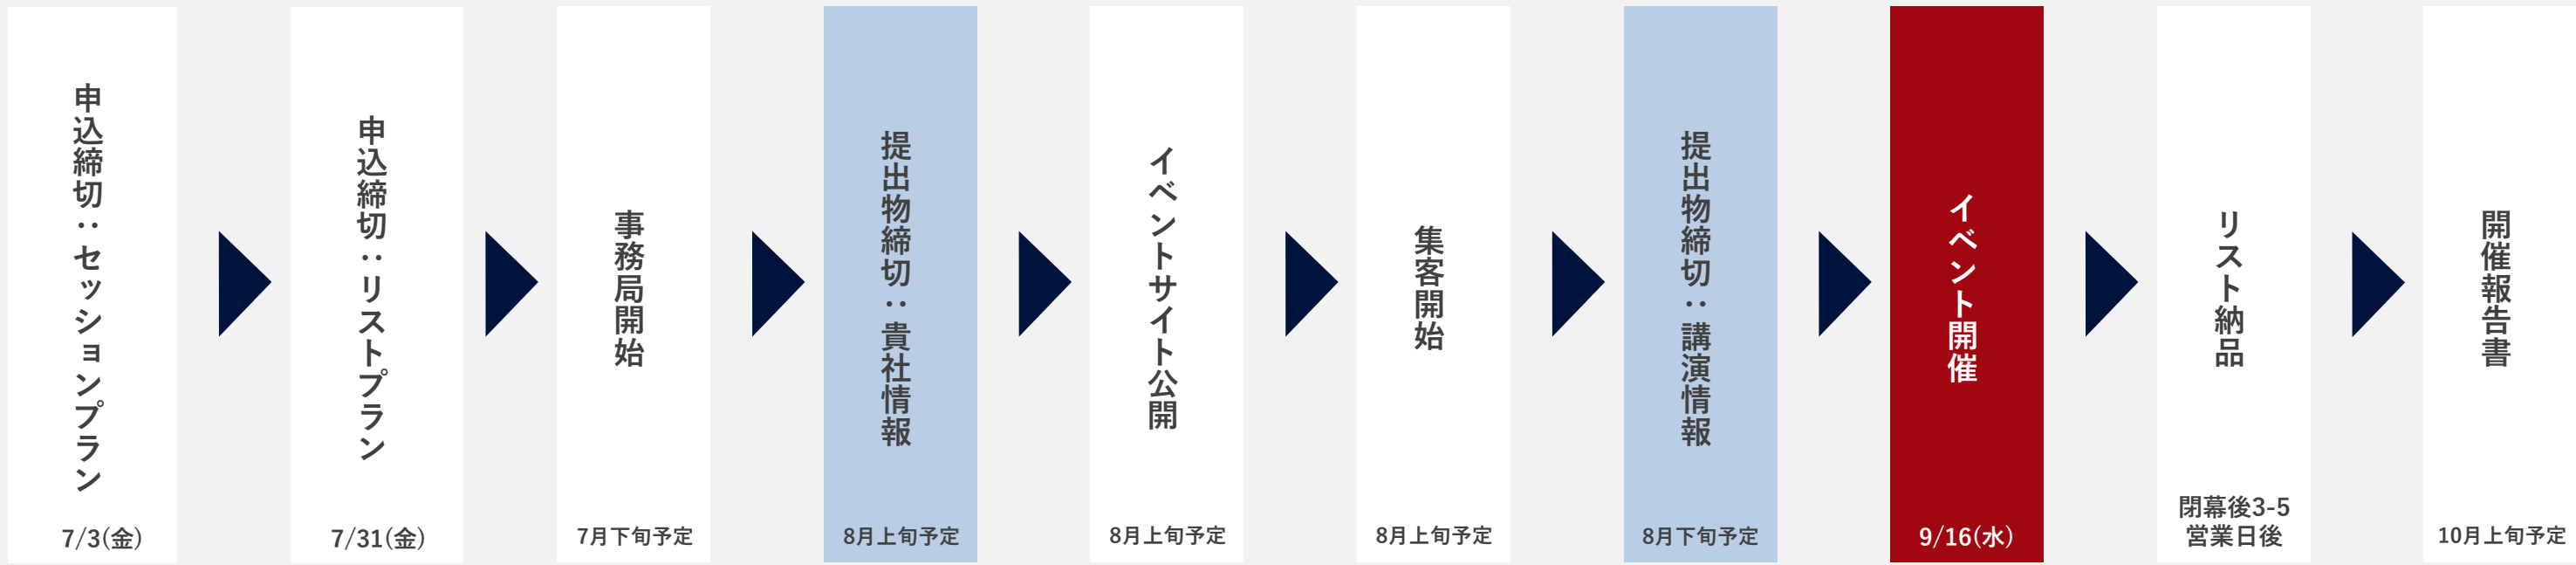 申込締切：セッションプラン
7/3(金)
申込締切：リストプラン
7/31(金)
事務局開始
7月下旬予定
提出物締切：貴社情報
8月上旬予定
イベントサイト公開
8月上旬予定
集客開始
8月上旬予定
提出物締切：講演情報
8月下旬予定
イベント開催
9/16(水)
リスト納品
閉幕後3-5
営業日後
開催報告書
10月上旬予定